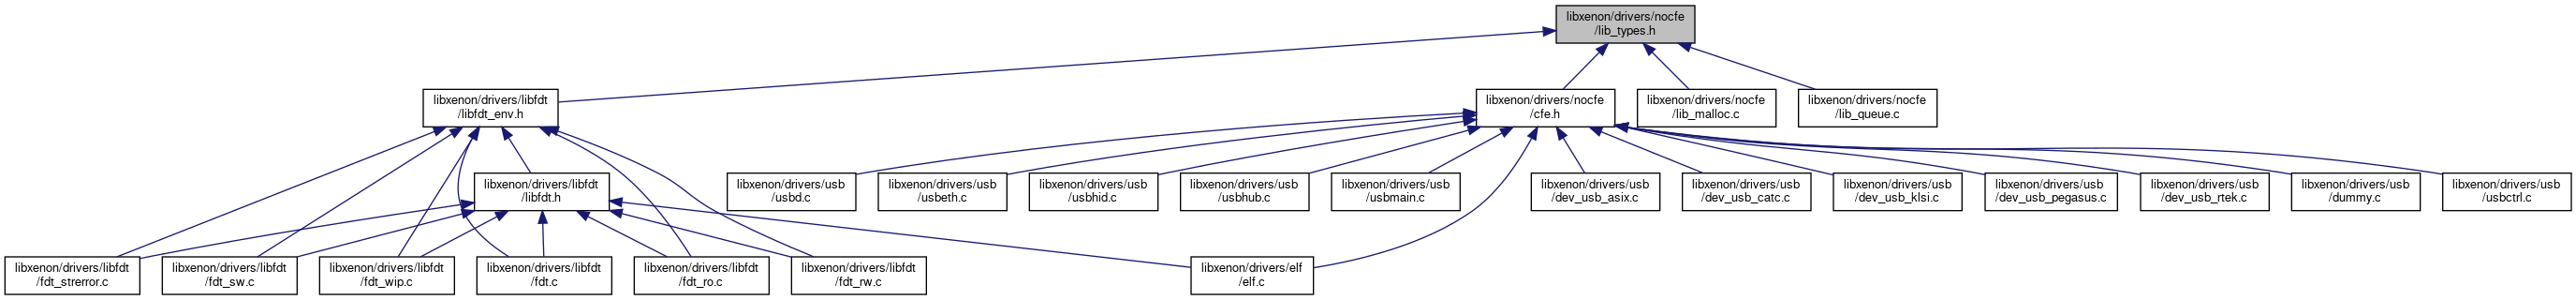 libxenon/drivers/nocfe
/lib_types.h
libxenon/drivers/libfdt
/libfdt_env.h
libxenon/drivers/nocfe
/cfe.h
libxenon/drivers/nocfe
/lib_malloc.c
libxenon/drivers/nocfe
/lib_queue.c
libxenon/drivers/libfdt
/libfdt.h
libxenon/drivers/usb
/usbd.c
libxenon/drivers/usb
/usbeth.c
libxenon/drivers/usb
/usbhid.c
libxenon/drivers/usb
/usbhub.c
libxenon/drivers/usb
/usbmain.c
libxenon/drivers/usb
/dev_usb_asix.c
libxenon/drivers/usb
/dev_usb_catc.c
libxenon/drivers/usb
/dev_usb_klsi.c
libxenon/drivers/usb
/dev_usb_pegasus.c
libxenon/drivers/usb
/dev_usb_rtek.c
libxenon/drivers/usb
/dummy.c
libxenon/drivers/usb
/usbctrl.c
libxenon/drivers/libfdt
/fdt_strerror.c
libxenon/drivers/libfdt
/fdt_sw.c
libxenon/drivers/libfdt
/fdt_wip.c
libxenon/drivers/libfdt
/fdt.c
libxenon/drivers/libfdt
/fdt_ro.c
libxenon/drivers/libfdt
/fdt_rw.c
libxenon/drivers/elf
/elf.c